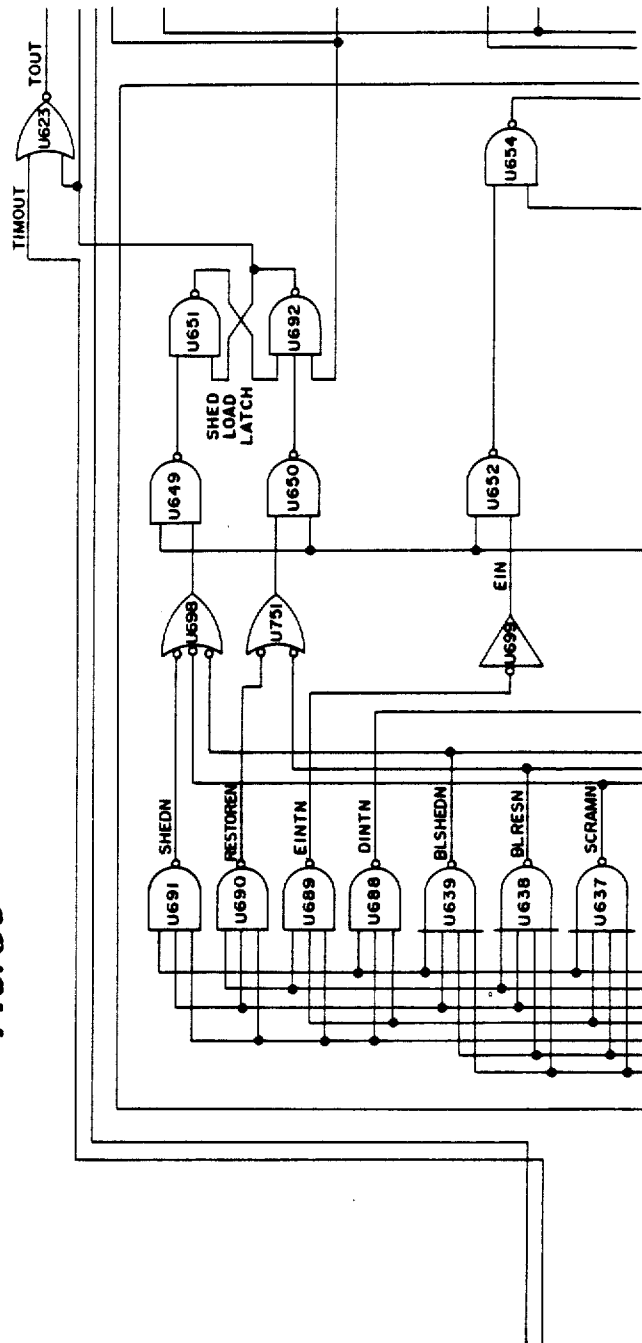 TIMOUT
TOUT
U623
U651
U692
SHED
LOAD
LATCH
U654
U649
U650
U652
U698
U751
EIN
U699
SHEDN
RESTOREN
EINTN
DINTN
BLSHEDN
BLRESN
SCRAMN
U691
U690
U689
U688
U639
U638
U637